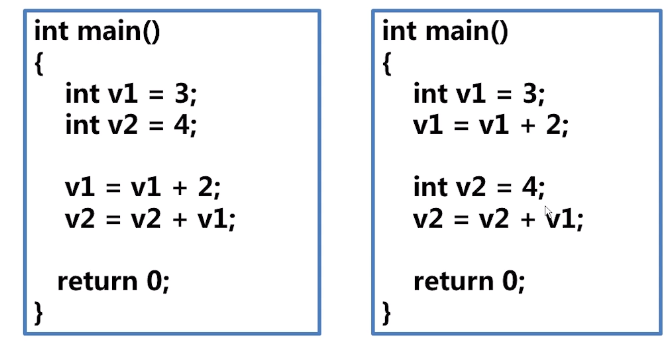 int main()
{
int v1 = 3;
int v2 = 4;
v1 = v1 + 2;
v2 = v2 + v1;
return 0;
}
int main()
{
int v1 = 3;
v1 = v1 + 2;
int v2 = 4;
v2 = v2 + v1;
return 0;
}